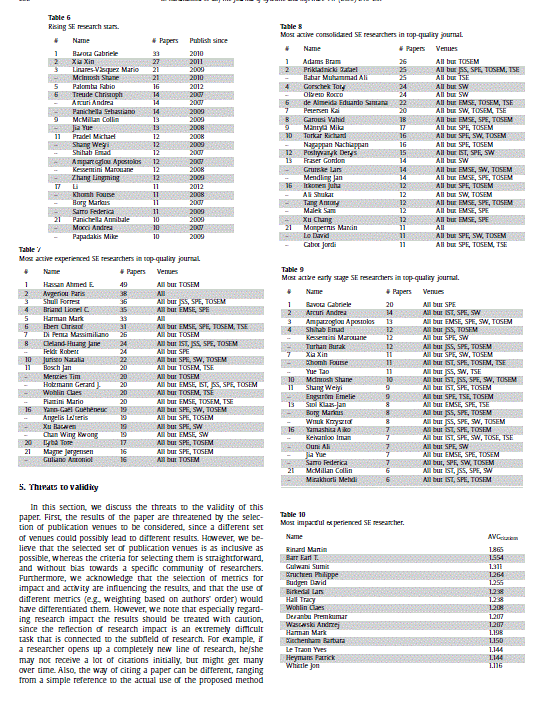 Table 6
Rising SE research stars.
# Name # Papers Publish since
1 Bavota Gabriele 33 2010
2 Xia Xin 27 2011
3 Linares-Vásquez Mario 21 2009
– McIntosh Shane 21 2010
5 Palomba Fabio 16 2012
6 Treude Christoph 14 2007
– Arcuri Andrea 14 2007
– Panichella Sebastiano 14 2009
9 McMillan Collin 13 2009
– Jia Yue 13 2008
11 Pradel Michael 12 2008
– Shang Weiyi 12 2009
– Shihab Emad 12 2007
– Ampatzoglou Apostolos 12 2007
– Kessentini Marouane 12 2008
– Zhang Lingming 12 2009
17 Li 11 2012
– Khomh Foutse 11 2008
– Borg Markus 11 2007
– Sarro Federica 11 2009
21 Panichella Annibale 10 2009
– Mocci Andrea 10 2007
– Papadakis Mike 10 2009
Table 7
Most active experienced SE researchers in top-quality journal.
# Name # Papers Venues
1 Hassan Ahmed E. 49 All but TOSEM
2 Avgeriou Paris 38 All
3 Shull Forrest 36 All but JSS, SPE, TOSEM
4 Briand Lionel C. 35 All but EMSE, SPE
5 Harman Mark 33 All
6 Ebert Christof 31 All but EMSE, SPE, TOSEM, TSE
7 Di Penta Massimiliano 26 All but TOSEM
8 Cleland-Huang Jane 24 All but IST, JSS, SPE, TOSEM
– Feldt Robert 24 All but SPE
10 Juristo Natalia 22 All but SPE, SW, TOSEM
11 Bosch Jan 21 All but TOSEM, TSE
– Menzies Tim 20 All but TOSEM
– Holzmann Gerard J. 20 All but EMSE, IST, JSS, SPE, TOSEM
– Wohlin Claes 20 All but TOSEM, TSE
– Piattini Mario 20 All but EMSE, TOSEM, TSE
16 Yann-Gaël Guéhéneuc 19 All but SPE, SW, TOSEM
– Angelis Lefteris 19 All but SPE, TOSEM
– Xu Baowen 19 All but SPE, SW
– Chan Wing Kwong 19 All but EMSE, SW
20 Dybå Tore 17 All but SPE, TOSEM
21 Magne Jørgensen 16 All but SPE, TOSEM
– Giuliano Antoniol 16 All but TOSEM
5. Threats to validity
In this section, we discuss the threats to the validity of this
paper. First, the results of the paper are threatened by the selec-
tion of publication venues to be considered, since a different set
of venues could possibly lead to different results. However, we be-
lieve that the selected set of publication venues is as inclusive as
possible, whereas the criteria for selecting them is straightforward,
and without bias towards a specific community of researchers.
Furthermore, we acknowledge that the selection of metrics for
impact and activity are influencing the results, and that the use of
different metrics (e.g., weighting based on authors' order) would
have differentiated them. However, we note that especially regard-
ing research impact the results should be treated with caution,
since the reflection of research impact is an extremely difficult
task that is connected to the subfield of research. For example, if
a researcher opens up a completely new line of research, he/she
may not receive a lot of citations initially, but might get many
over time. Also, the way of citing a paper can be different, ranging
from a simple reference to the actual use of the proposed method
Table 8
Most active consolidated SE researchers in top-quality journal.
# Name # Papers Venues
1 Adams Bram 26 All but TOSEM
2 Prikladnicki Rafael 25 All but JSS, SPE, TOSEM, TSE
– Babar Muhammad Ali 25 All but TSE
4 Gorschek Tony 24 All but SW
– Oliveto Rocco 24 All but SW
6 de Almeida Eduardo Santana 22 All but EMSE, TOSEM, TSE
7 Petersen Kai 20 All but SW, TOSEM, TSE
8 Garousi Vahid 18 All but EMSE, SPE, TOSEM
9 Mäntylä Mika 17 All but SPE, TOSEM
10 Torkar Richard 16 All but SPE, SW, TOSEM
– Nagappan Nachiappan 16 All but SPE, TOSEM
12 Poshyvanyk Denys 15 All but IST, SPE, SW
13 Fraser Gordon 14 All but SW
– Grunske Lars 14 All but EMSE, SW, TOSEM
– Mendling Jan 14 All but EMSE, SPE, TOSEM
16 Itkonen Juha 12 All but SPE, TOSEM
– Ali Shukat 12 All but SW, TOSEM
– Tang Antony 12 All but EMSE, TOSEM
– Malek Sam 12 All but EMSE, SPE
– Xu Chang 12 All but EMSE, SPE
21 Monperrus Martin 11 All
– Lo David 11 All but SPE, SW, TOSEM
– Cabot Jordi 11 All but SPE, TOSEM, TSE
Table 9
Most active early stage SE researchers in top-quality journal.
# Name # Papers Venues
1 Bavota Gabriele 20 All but SPE
2 Arcuri Andrea 14 All but IST, SPE, SW
3 Ampatzoglou Apostolos 13 All but EMSE, SPE, SW, TOSEM
4 Shihab Emad 12 All but JSS, TOSEM
– Kessentini Marouane 12 All but SPE, SW
– Turhan Burak 12 All but JSS, SPE, TOSEM
7 Xia Xin 11 All but SPE, SW, TOSEM
– Khomh Foutse 11 All but IST, SPE, TOSEM, TSE
– Yue Tao 11 All but JSS, SW, TSE
10 McIntosh Shane 10 All but IST, JSS, SPE, SW, TOSEM
11 Shang Weiyi 9 All but IST, SPE, TOSEM
– Engström Emelie 9 All but SPE, TSE, TOSEM
13 Stol Klaas-Jan 8 All but EMSE, SPE, TSE
– Borg Markus 8 All but JSS, SPE, TOSEM
– Wnuk Krzysztof 8 All but JSS, SPE, SW, TOSEM
16 Yamashita Aiko 7 All but IST, SPE, TOSEM
– Keivanloo Iman 7 All but IST, SPE, SW, TOSE, TSE
– Ouni Ali 7 All but SPE, SW
– Jia Yue 7 All but EMSE, SPE, TOSEM
– Sarro Federica 7 All but, SPE, SW, TOSEM
21 McMillan Collin 6 All but IST, JSS, SPE, SW
– Mirakhorli Mehdi 6 All but IST, SPE, TOSEM
Table 10
Most impactful experienced SE researcher.
Name AVGcitations
Rinard Martin 1.865
Barr Earl T. 1.554
Gulwani Sumit 1.311
Kruchten Philippe 1.264
Budgen David 1.255
Birkedal Lars 1.238
Hall Tracy 1.238
Wohlin Claes 1.208
Devanbu Premkumar 1.207
Wasowski Andrzej 1.207
Harman Mark 1.198
Kitchenham Barbara 1.150
Le Traon Yves 1.144
Heymans Patrick 1.144
Whittle Jon 1.116